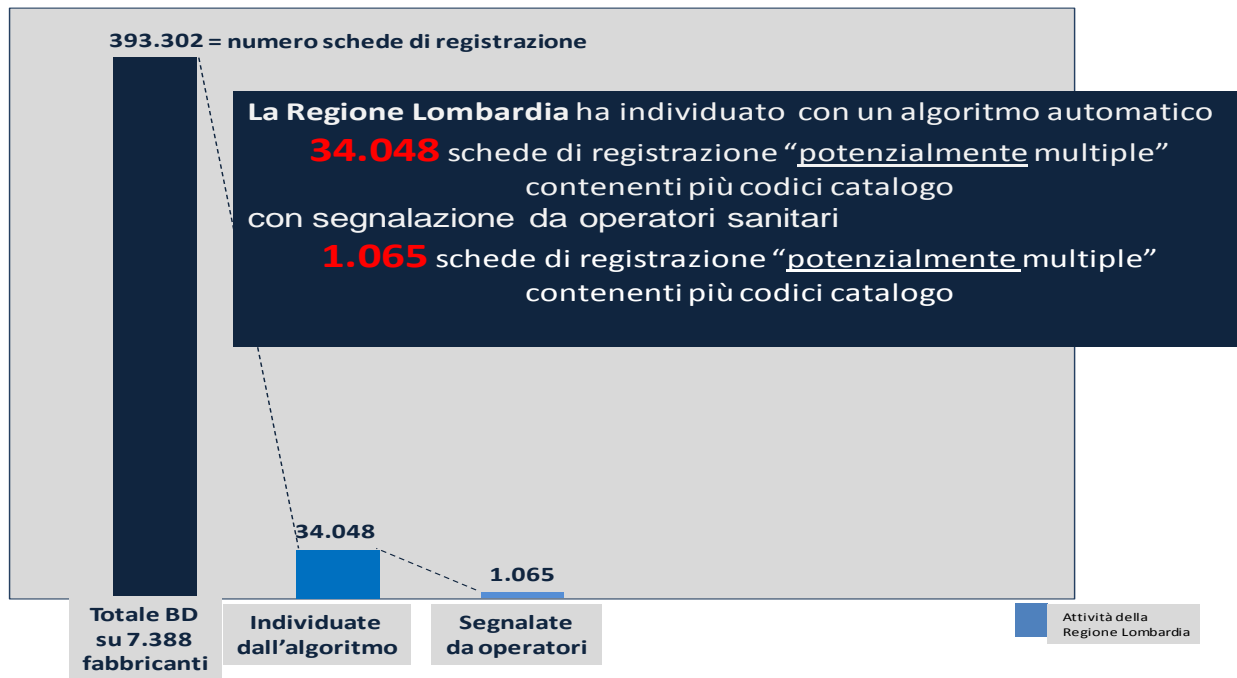 393.302 = numero schede di registrazione
La Regione Lombardia ha individuato con un algoritmo automatico
34.048 schede di registrazione “potenzialmente multiple”
contenenti più codici catalogo
con segnalazione da operatori sanitari
1.065 schede di registrazione “potenzialmente multiple”
contenenti più codici catalogo
34.048
1.065
Totale BD
su 7.388
fabbricanti
Individuate
dall’algoritmo
Segnalate
da operatori
Attività della
Regione Lombardia